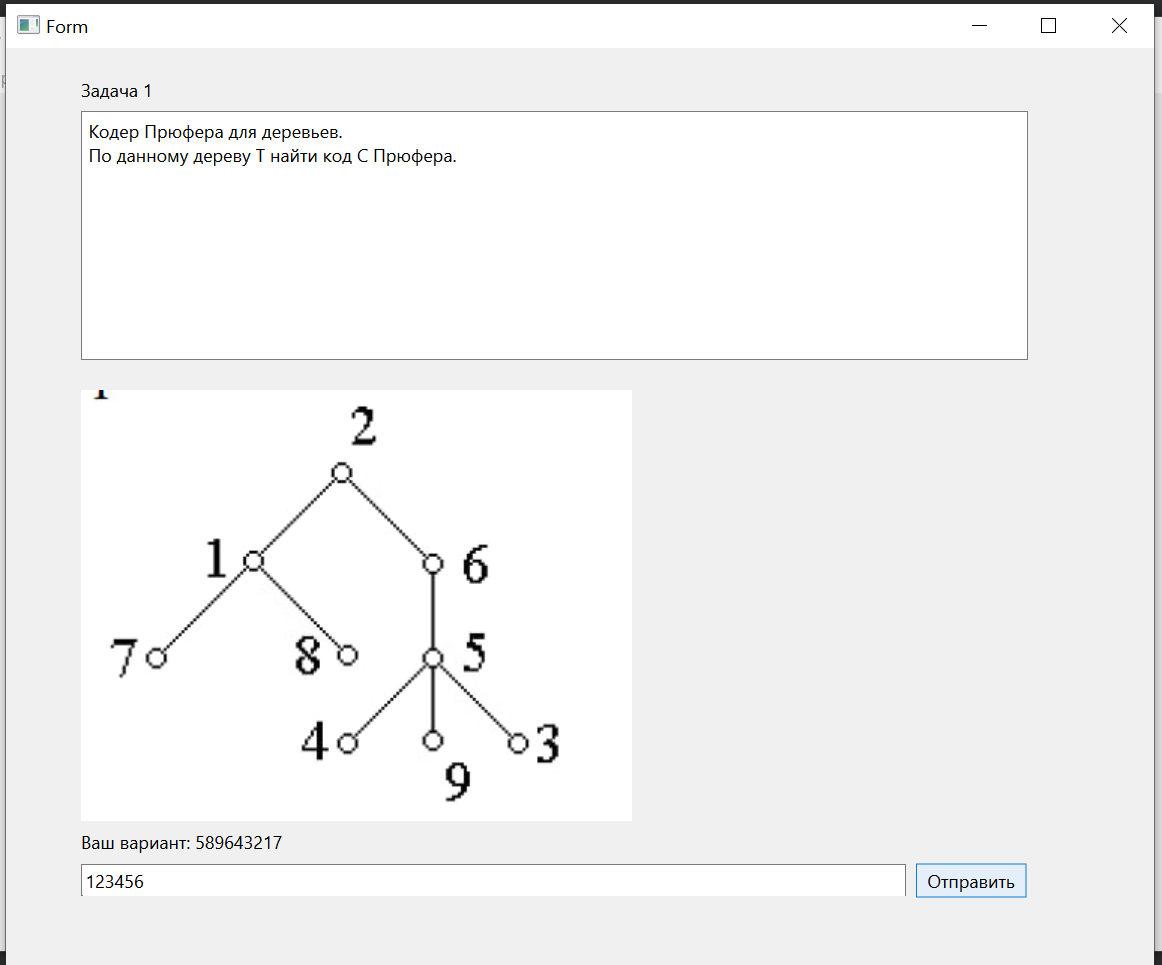 Form
Задача 1
Кодер Прюфера для деревьев.
По данному дереву T найти код C Прюфера.
2
1
6
7
8
5
4
3
9
Ваш вариант: 589643217
123456
Отправить